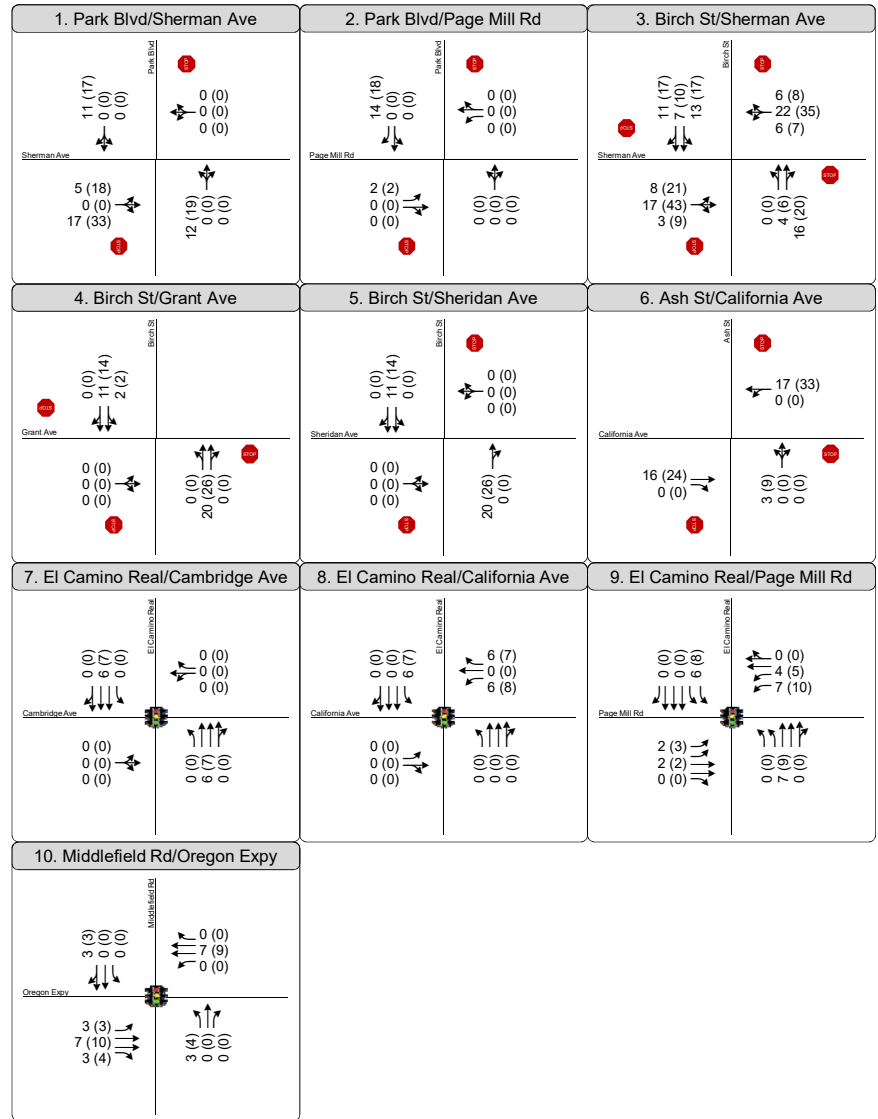 1. Park Blvd/Sherman Ave
Park Blvd
STOP
11 (17)
0 (0)
0 (0)
0 (0)
0 (0)
0 (0)
Sherman Ave
5 (18)
0 (0)
17 (33)
12 (19)
0 (0)
0 (0)
STOP
2. Park Blvd/Page Mill Rd
Park Blvd
STOP
14 (18)
0 (0)
0 (0)
0 (0)
0 (0)
0 (0)
Page Mill Rd
2 (2)
0 (0)
0 (0)
0 (0)
0 (0)
0 (0)
STOP
3. Birch St/Sherman Ave
Birch St
STOP
11 (17)
7 (10)
13 (17)
6 (8)
22 (35)
6 (7)
STOP
Sherman Ave
STOP
8 (21)
17 (43)
3 (9)
0 (0)
4 (6)
16 (20)
STOP
4. Birch St/Grant Ave
Birch St
0 (0)
11 (14)
2 (2)
STOP
Grant Ave
STOP
0 (0)
0 (0)
0 (0)
0 (0)
20 (26)
0 (0)
STOP
5. Birch St/Sheridan Ave
Birch St
STOP
0 (0)
11 (14)
0 (0)
0 (0)
0 (0)
0 (0)
Sheridan Ave
0 (0)
0 (0)
0 (0)
20 (26)
0 (0)
6. Ash St/California Ave
Ash St
STOP
17 (33)
0 (0)
California Ave
STOP
16 (24)
0 (0)
3 (9)
0 (0)
0 (0)
STOP
7. El Camino Real/Cambridge Ave
El Camino Real
0 (0)
6 (7)
0 (0)
0 (0)
0 (0)
0 (0)
Cambridge Ave
0 (0)
0 (0)
0 (0)
0 (0)
6 (7)
0 (0)
8. El Camino Real/California Ave
El Camino Real
0 (0)
0 (0)
6 (7)
6 (7)
0 (0)
6 (8)
California Ave
0 (0)
0 (0)
0 (0)
0 (0)
0 (0)
0 (0)
9. El Camino Real/Page Mill Rd
El Camino Real
0 (0)
0 (0)
6 (8)
0 (0)
4 (5)
7 (10)
Page Mill Rd
2 (3)
2 (2)
0 (0)
0 (0)
7 (9)
0 (0)
10. Middlefield Rd/Oregon Expy
Middlefield Rd
3 (3)
0 (0)
0 (0)
0 (0)
7 (9)
0 (0)
Oregon Expy
3 (3)
7 (10)
3 (4)
3 (4)
0 (0)
0 (0)